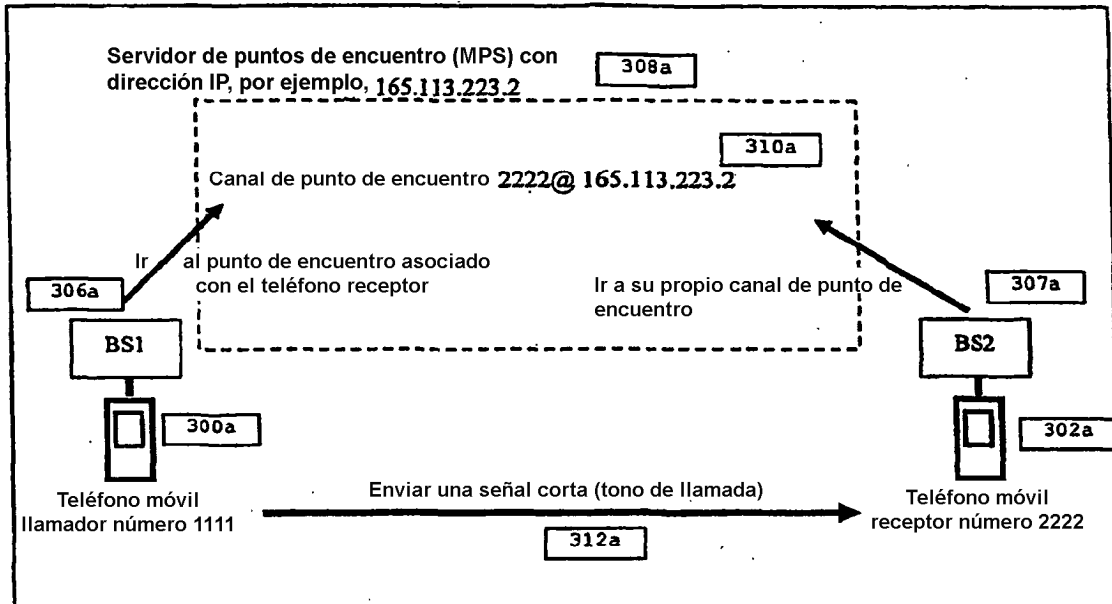 Servidor de puntos de encuentro (MPS) con
dirección IP, por ejemplo, 165.113.223.2
308a
310a
Canal de punto de encuentro 2222@ 165.113.223.2
Ir al punto de encuentro asociado
con el teléfono receptor
Ir a su propio canal de punto de
encuentro
306a
307a
BS1
BS2
300a
302a
Teléfono móvil
llamador número 1111
Enviar una señal corta (tono de llamada)
312a
Teléfono móvil
receptor número 2222